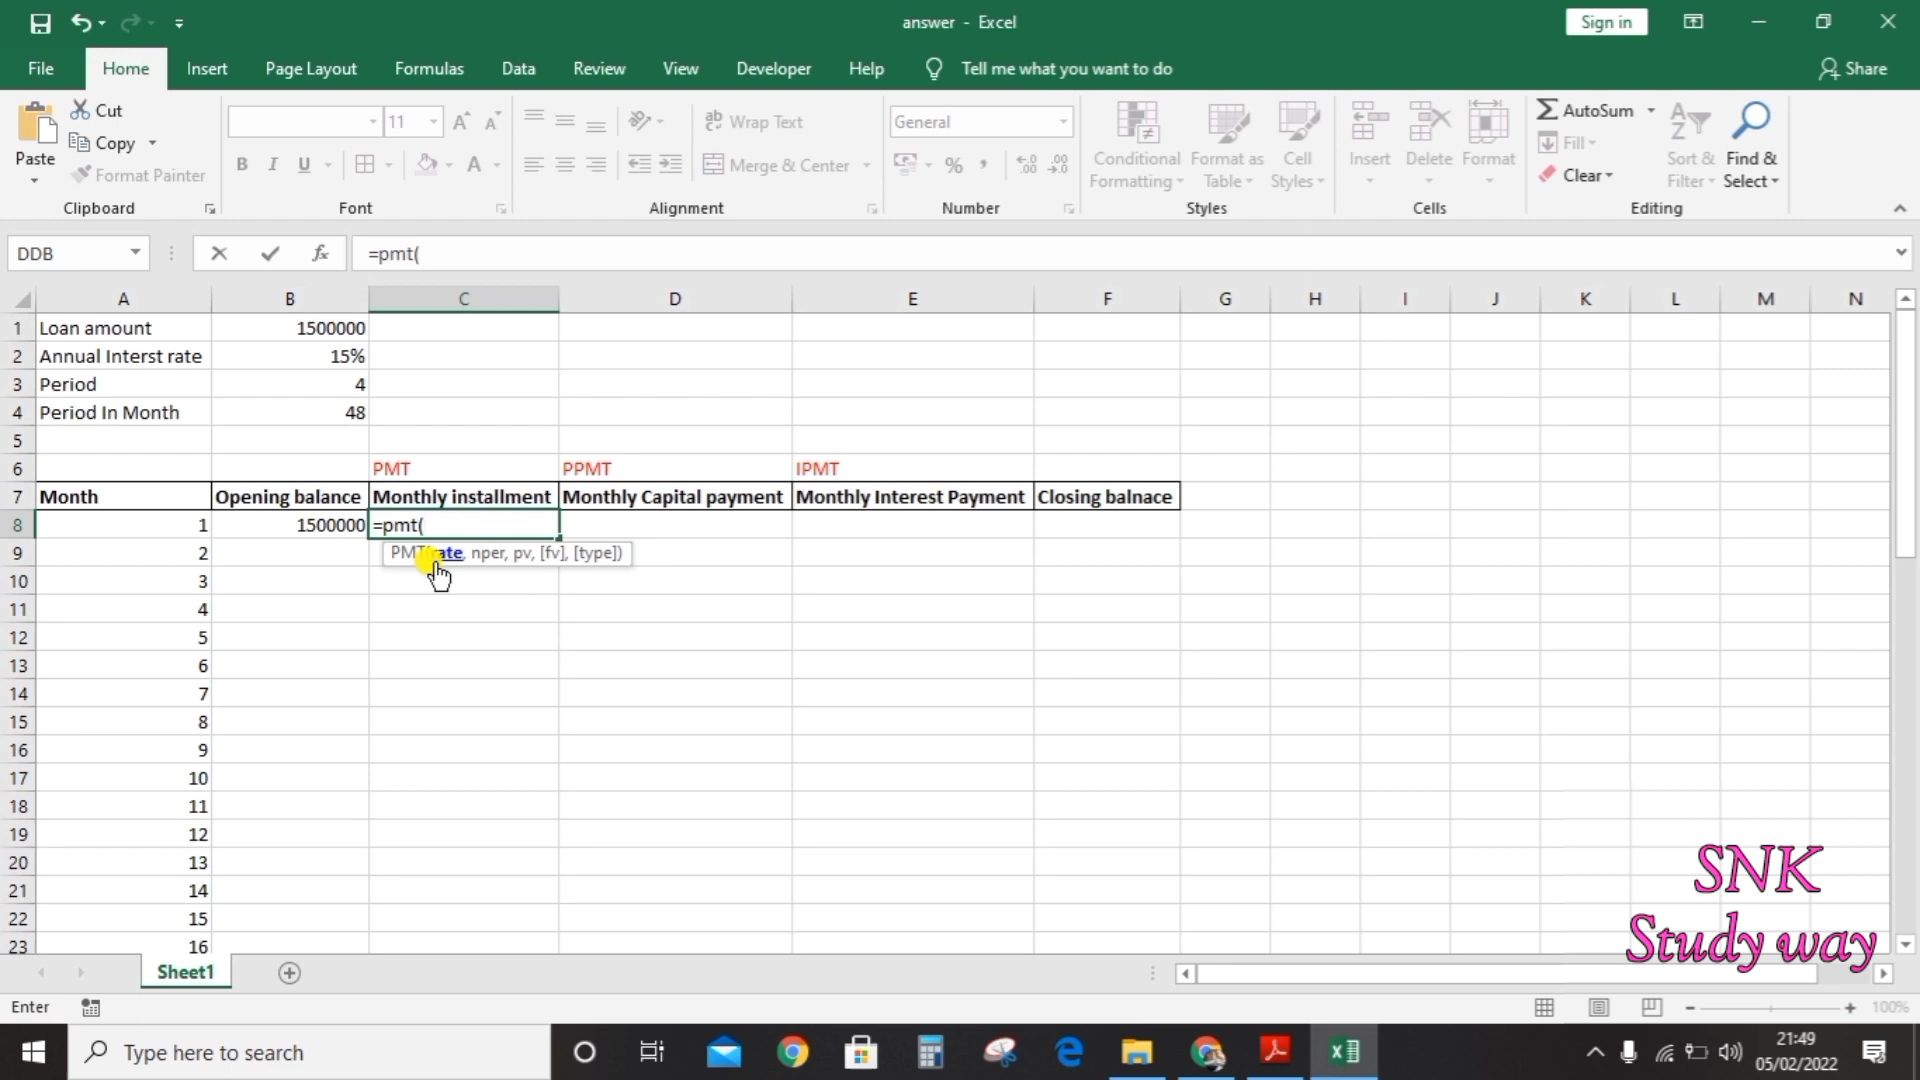 answer - Excel
Sign in
File Home Insert Page Layout Formulas Data Review View Developer Help Tell me what you want to do Share
Paste
Cut
Copy
Format Painter
Clipboard
11
B I U A
Font
Wrap Text
Merge & Center
Alignment
General
%
Number
Conditional Formatting
Format as Table
Cell Styles
Styles
Insert Delete Format
Cells
AutoSum
Fill
Clear
Sort & Filter
Find & Select
Editing
DDB fx =pmt(
A B C D E F G H I J K L M N
1 Loan amount 1500000
2 Annual Interst rate 15%
3 Period 4
4 Period In Month 48
5
6 PMT PPMT IPMT
7 Month Opening balance Monthly installment Monthly Capital payment Monthly Interest Payment Closing balnace
8 1 1500000 =pmt(
9 2 PMT(rate, nper, pv, [fv], [type])
10 3
11 4
12 5
13 6
14 7
15 8
16 9
17 10
18 11
19 12
20 13
21 14
22 15
23 16
SNK
Study way
Sheet1
Enter 100%
Type here to search
21:49
05/02/2022